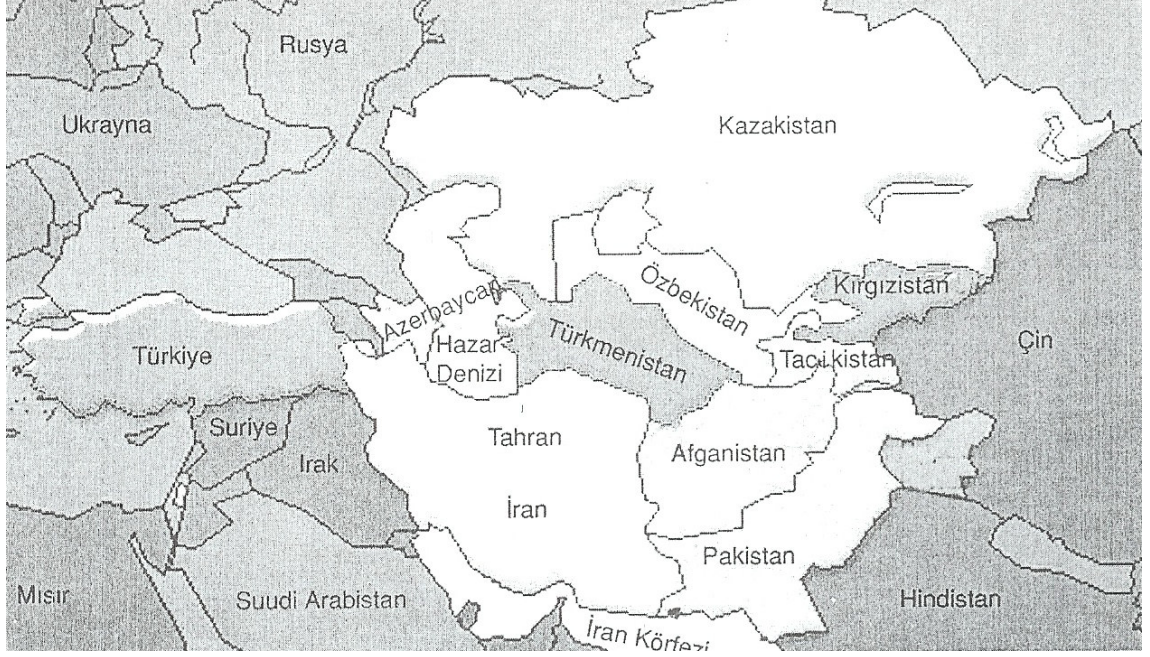 Rusya
Ukrayna
Kazakistan
Özbekistan
Kırgızistan
Azerbaycan
Türkmenistan
Hazar
Denizi
Türkiye
Tacikistan
Çin
Suriye
Tahran
Irak
Afganistan
İran
Pakistan
Mısır
Suudi Arabistan
Hindistan
İran Körfezi